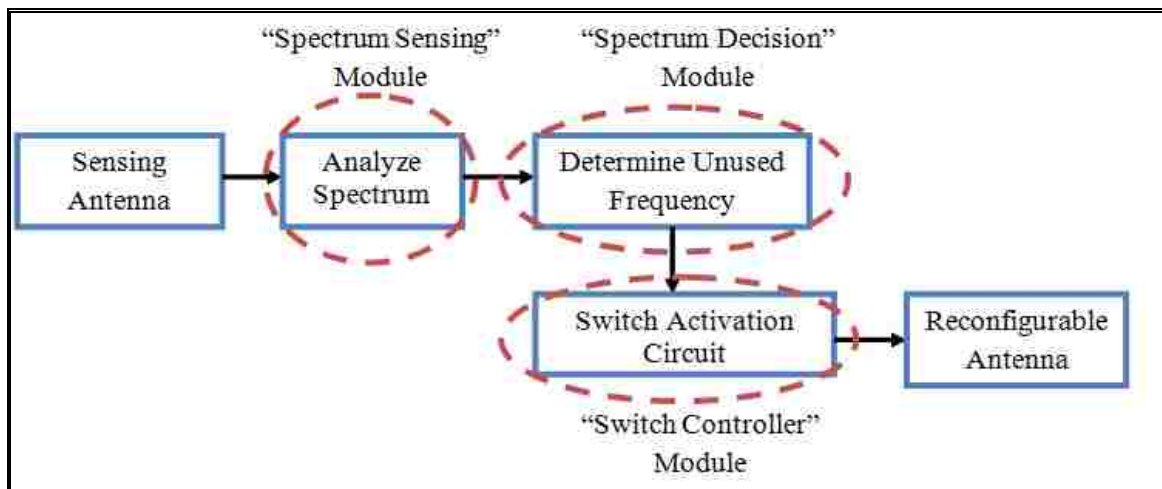 “Spectrum Sensing”
Module
“Spectrum Decision”
Module
Sensing
Antenna
Analyze
Spectrum
Determine Unused
Frequency
Switch Activation
Circuit
Reconfigurable
Antenna
“Switch Controller”
Module